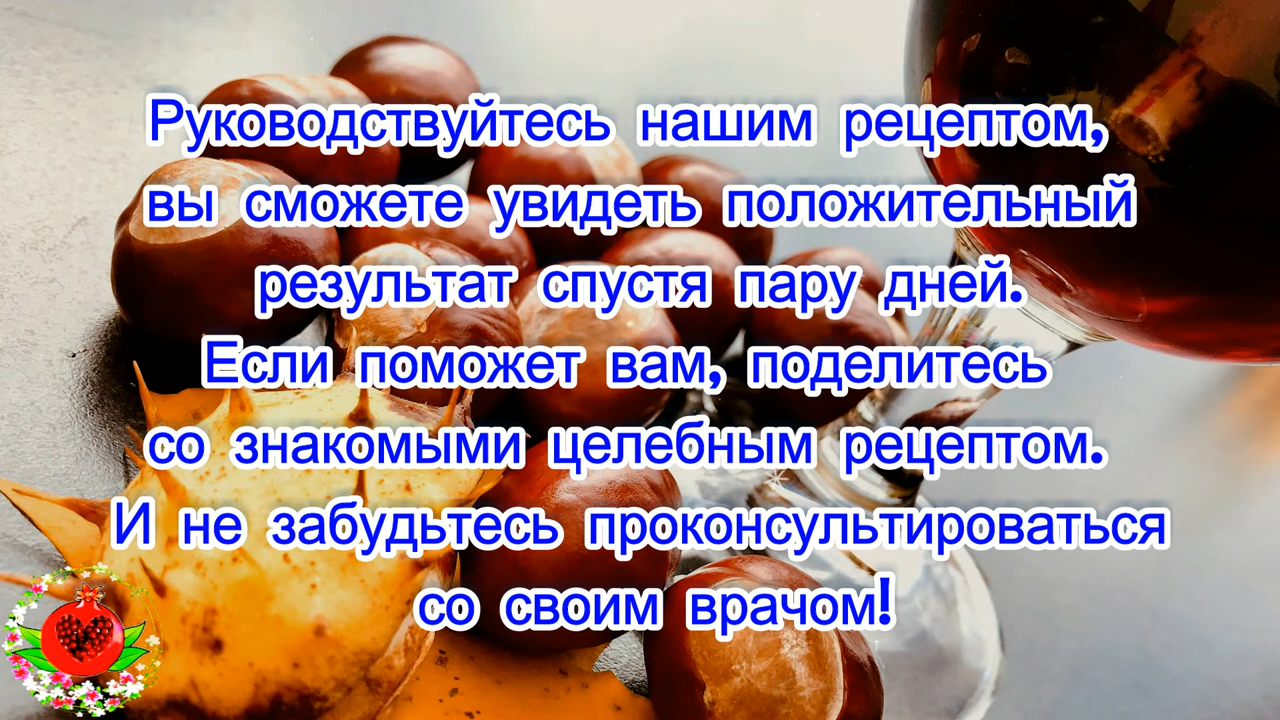 Руководствуйтесь нашим рецептом,
вы сможете увидеть положительный
результат спустя пару дней.
Если поможет вам, поделитесь
со знакомыми целебным рецептом.
И не забудьтесь проконсультироваться
со своим врачом!